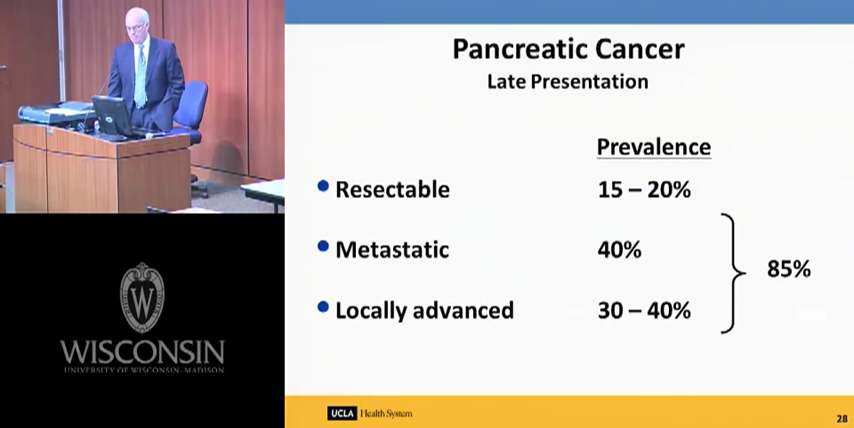 Pancreatic Cancer
Late Presentation
Prevalence
Resectable 15 – 20%
Metastatic 40%
85%
Locally advanced 30 – 40%
W
WISCONSIN
UNIVERSITY OF WISCONSIN–MADISON
UCLA Health System
28